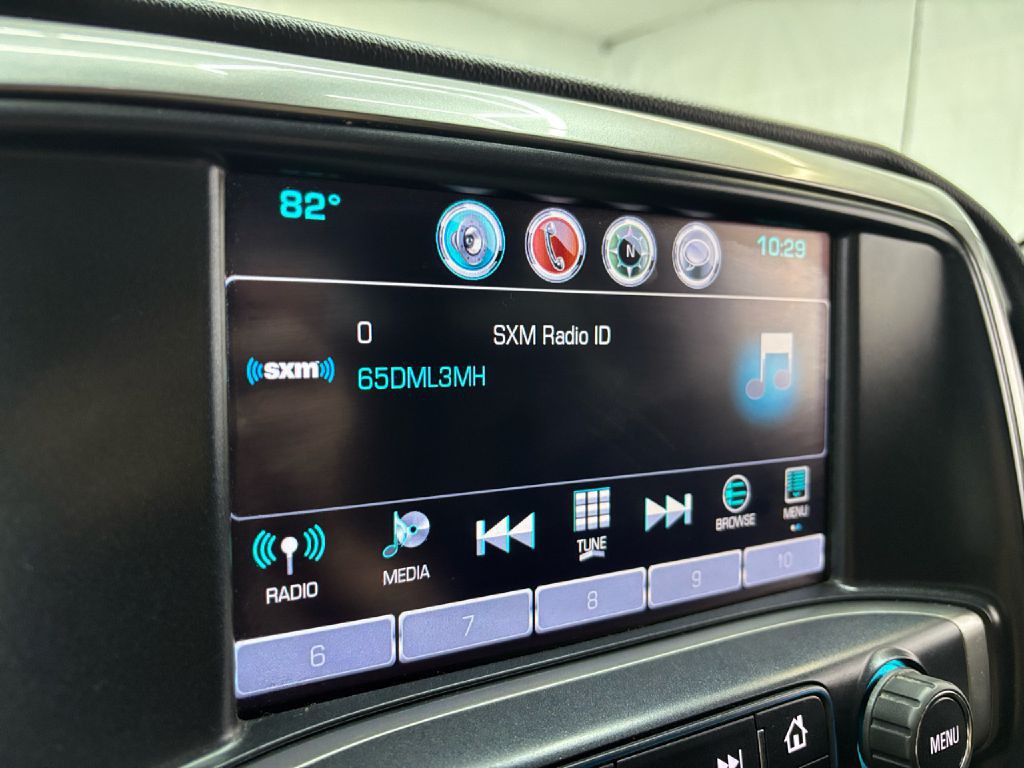 82°
N
10:29
0 SXM Radio ID
sxm
65DML3MH
RADIO
MEDIA
TUNE
BROWSE
MENU
6 7 8 9 10
MENU